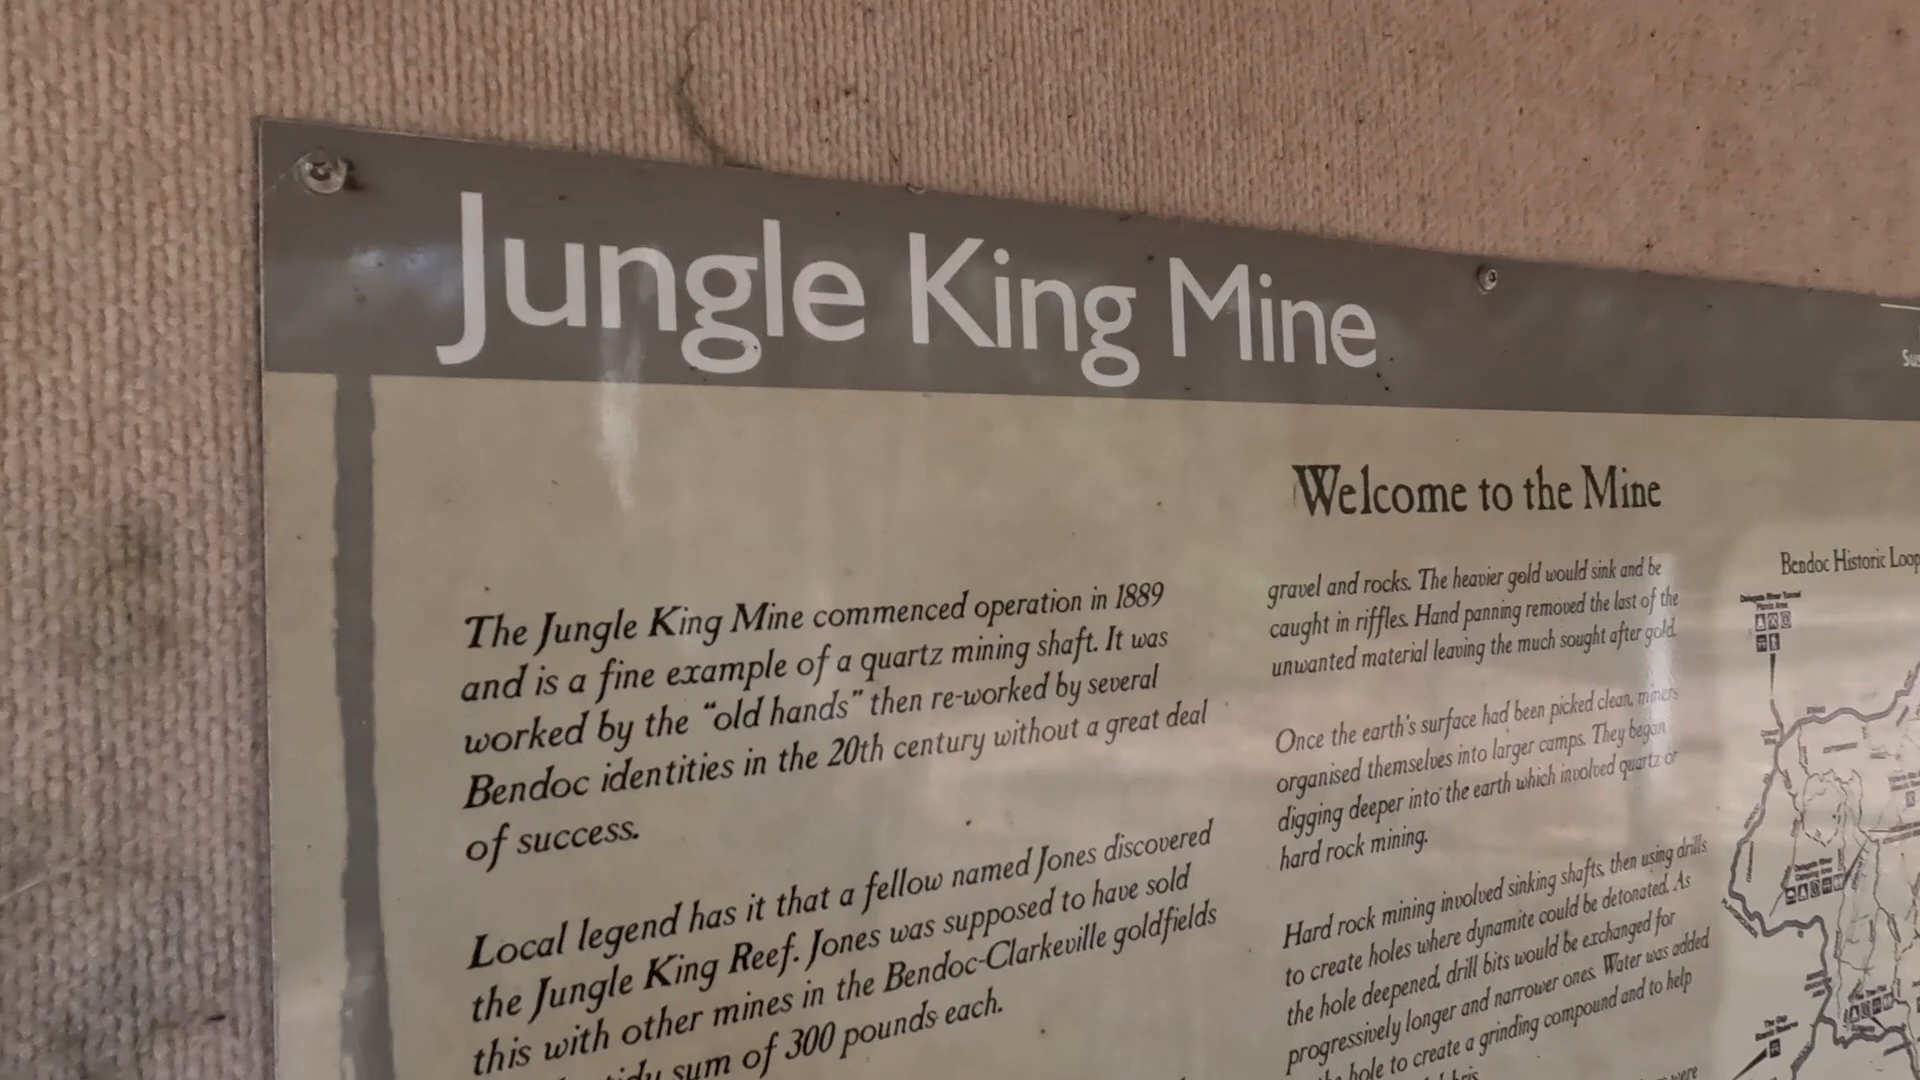 Jungle King Mine
The Jungle King Mine commenced operation in 1889
and is a fine example of a quartz mining shaft. It was
worked by the “old hands” then re-worked by several
Bendoc identities in the 20th century without a great deal
of success.
Local legend has it that a fellow named Jones discovered
the Jungle King Reef. Jones was supposed to have sold
this with other mines in the Bendoc-Clarkeville goldfields
sum of 300 pounds each.
Welcome to the Mine
gravel and rocks. The heavier gold would sink and be
caught in riffles. Hand panning removed the last of the
unwanted material leaving the much sought after gold.
Once the earth's surface had been picked clean, miners
organised themselves into larger camps. They began
digging deeper into the earth which involved quartz or
hard rock mining.
Hard rock mining involved sinking shafts, then using drills
to create holes where dynamite could be detonated. As
the hole deepened, drill bits would be exchanged for
progressively longer and narrower ones. Water was added
hole to create a grinding compound and to help
Bendoc Historic Loop
Delegate River Tunnel
Picnic Area
Delegate River
Camping Area